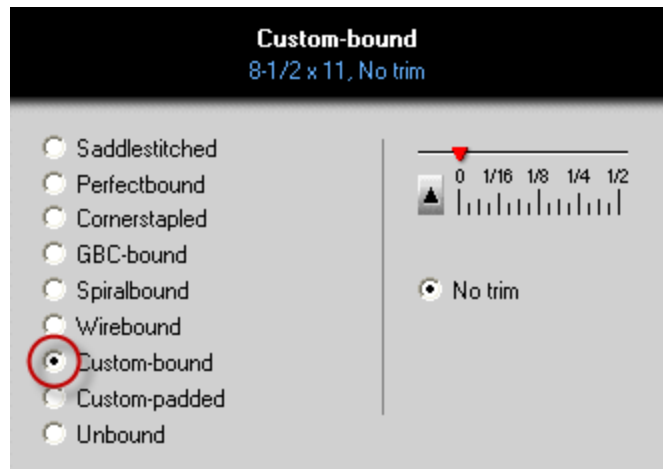 Custom-bound
8-1/2 x 11, No trim
Saddlestitched
Perfectbound
Cornerstapled
GBC-bound
Spiralbound
Wirebound
Custom-bound
Custom-padded
Unbound
0 1/16 1/8 1/4 1/2
No trim